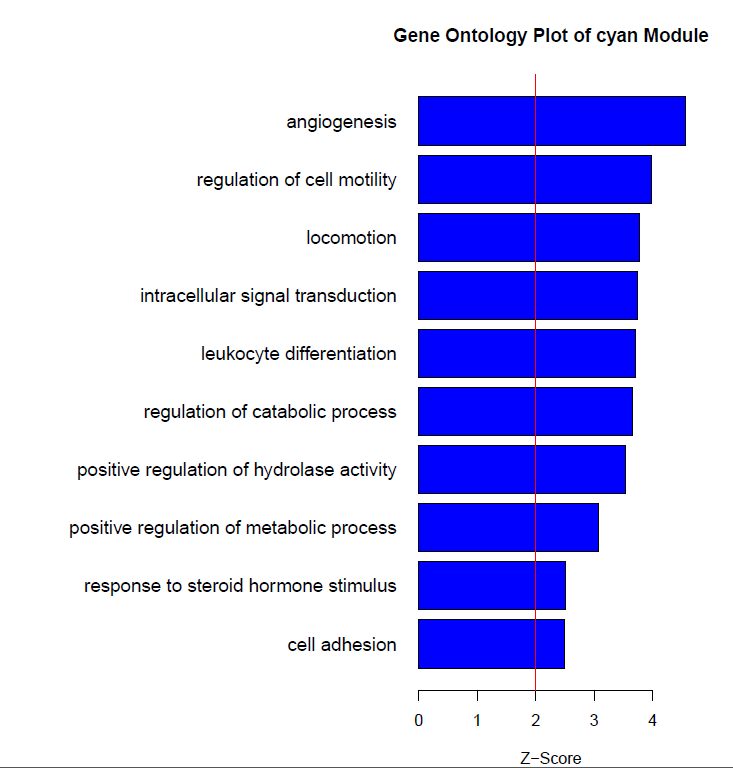 Gene Ontology Plot of cyan Module
angiogenesis
regulation of cell motility
locomotion
intracellular signal transduction
leukocyte differentiation
regulation of catabolic process
positive regulation of hydrolase activity
positive regulation of metabolic process
response to steroid hormone stimulus
cell adhesion
0 1 2 3 4
Z−Score